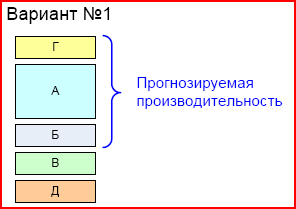 Вариант №1
Г
А
Прогнозируемая
производительность
Б
В
Д